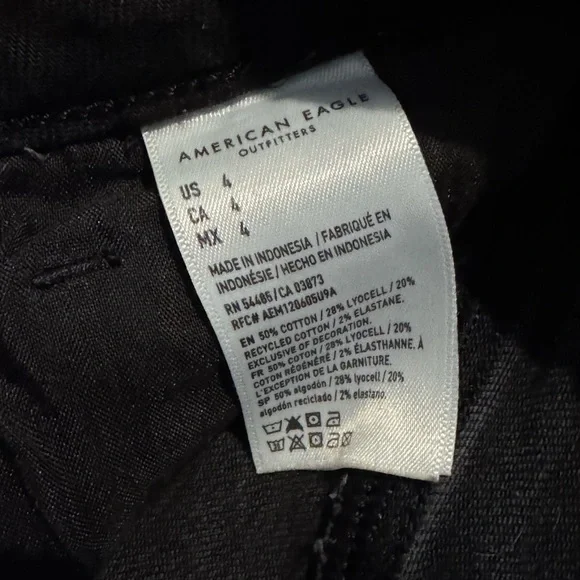 AMERICAN EAGLE
OUTFITTERS
US 4
CA 4
MX 4
MADE IN INDONESIA / FABRIQUÉ EN
INDONÉSIE / HECHO EN INDONESIA
RN 54485/CA 03873
RFC# AEM120605U9A
EN 50% COTTON / 28% LYOCELL / 20%
RECYCLED COTTON / 2% ELASTANE.
EXCLUSIVE OF DECORATION.
FR 50% COTON / 28% LYOCELL / 20%
COTON RÉGÉNÉRÉ / 2% ÉLASTHANNE. À
L'EXCEPTION DE LA GARNITURE.
SP 50% algodón / 28% lyocell / 20%
algodón reciclado / 2% elastano.